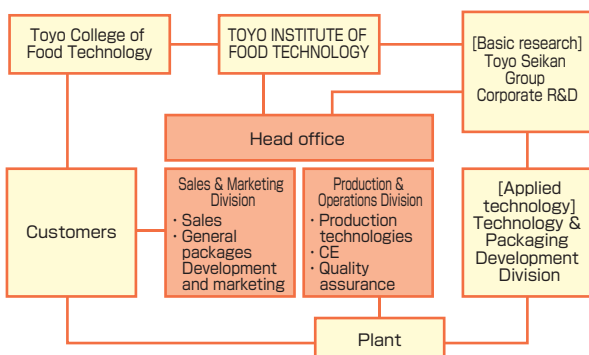 Toyo College of
Food Technology
TOYO INSTITUTE OF
FOOD TECHNOLOGY
[Basic research]
Toyo Seikan
Group
Corporate R&D
Head office
Customers
Sales & Marketing
Division
・Sales
・General
packages
Development
and marketing
Production &
Operations Division
・Production
technologies
・CE
・Quality
assurance
[Applied
technology]
Technology &
Packaging
Development
Division
Plant